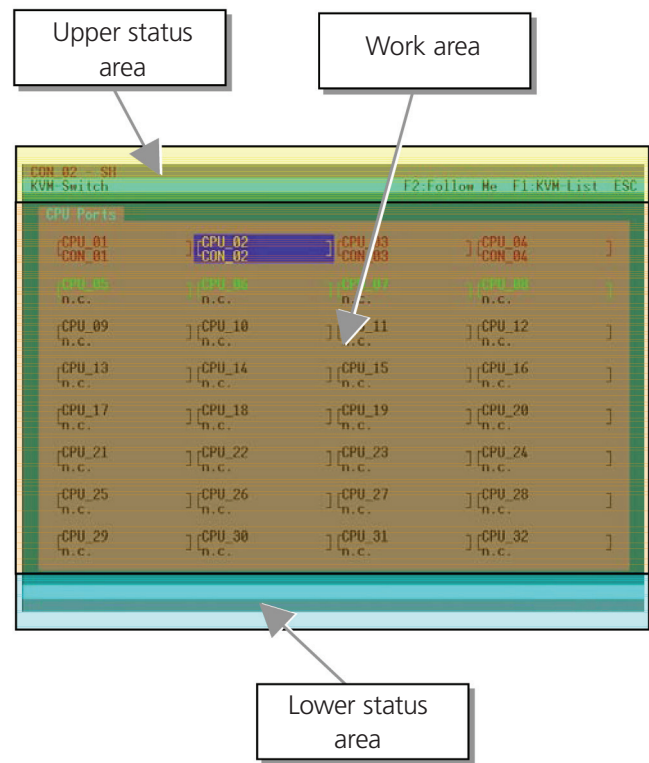 Upper status
area
Work area
CON_02 - SH
KVM-Switch F2:Follow Me F1:KVM-List ESC
CPU Ports
[CPU_01 ] [CPU_02 ] [CPU_03 ] [CPU_04 ]
CON_01 CON_02 CON_03 CON_04
[CPU_05 ] [CPU_06 ] [CPU_07 ] [CPU_08 ]
n.c. n.c. n.c. n.c.
[CPU_09 ] [CPU_10 ] [CPU_11 ] [CPU_12 ]
n.c. n.c. n.c. n.c.
[CPU_13 ] [CPU_14 ] [CPU_15 ] [CPU_16 ]
n.c. n.c. n.c. n.c.
[CPU_17 ] [CPU_18 ] [CPU_19 ] [CPU_20 ]
n.c. n.c. n.c. n.c.
[CPU_21 ] [CPU_22 ] [CPU_23 ] [CPU_24 ]
n.c. n.c. n.c. n.c.
[CPU_25 ] [CPU_26 ] [CPU_27 ] [CPU_28 ]
n.c. n.c. n.c. n.c.
[CPU_29 ] [CPU_30 ] [CPU_31 ] [CPU_32 ]
n.c. n.c. n.c. n.c.
Lower status
area